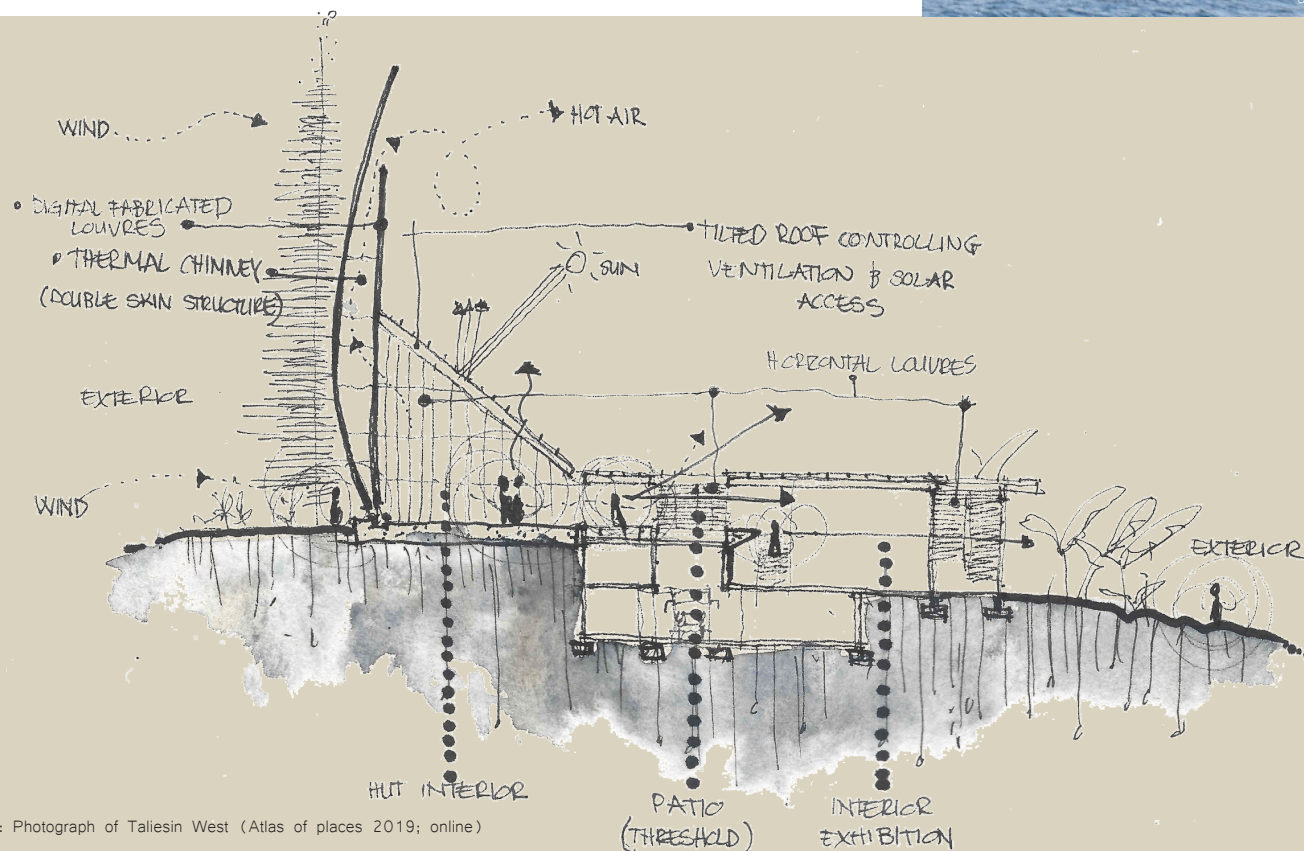 WIND
HOT AIR
• DIGITAL FABRICATED
LOUVRES
• THERMAL CHIMNEY
(DOUBLE SKIN STRUCTURE)
TILTED ROOF CONTROLLING
VENTILATION & SOLAR
ACCESS
SUN
HORIZONTAL LOUVRES
EXTERIOR
WIND
EXTERIOR
HUT INTERIOR
PATIO
(THRESHOLD)
INTERIOR
EXHIBITION
: Photograph of Taliesin West (Atlas of places 2019; online)